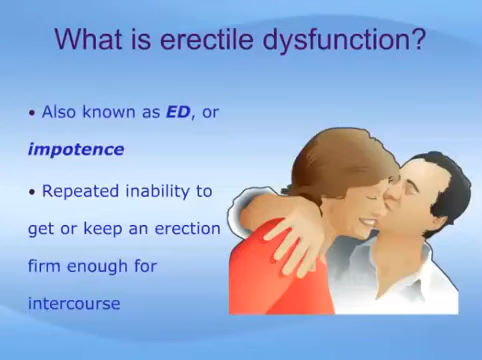 What is erectile dysfunction?
• Also known as ED, or
impotence
• Repeated inability to
get or keep an erection
firm enough for
intercourse